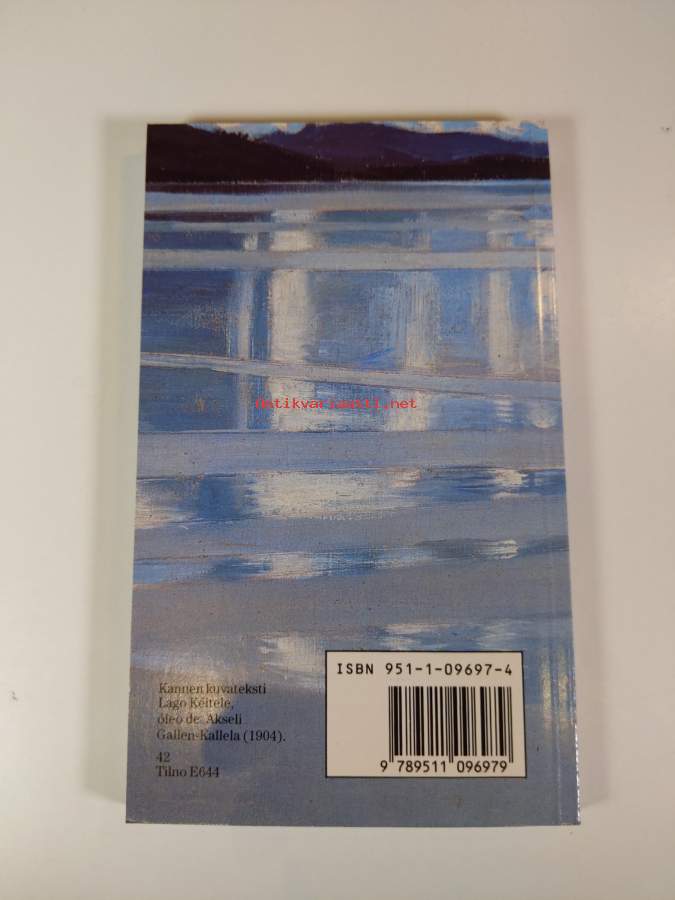 antikvariaatti.net
ISBN 951-1-09697-4
9 789511 096979
Kannen kuvateksti
Lago Kéitele,
óleo de Akseli
Gallen-Kallela (1904).
42
Tilno E644